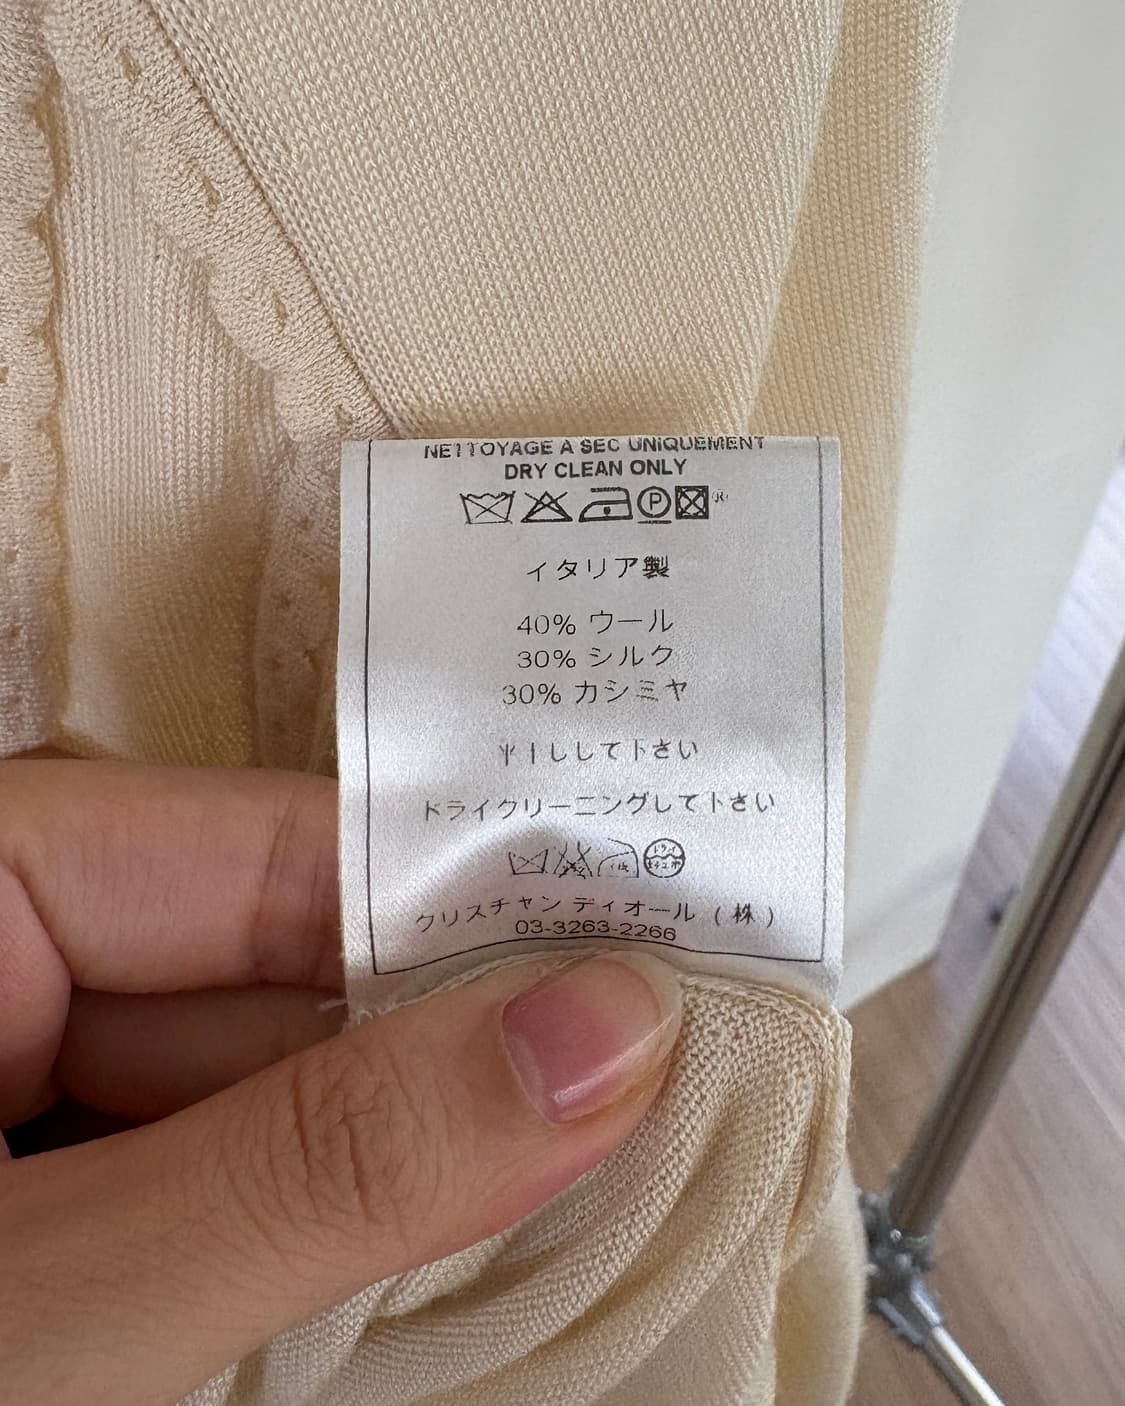 NETTOYAGE A SEC UNIQUEMENT
DRY CLEAN ONLY
P
イタリア製
40% ウール
30% シルク
30% カシミヤ
して下さい
ドライクリーニングして下さい
ドライ
クリスチャン ディオール (株)
03-3263-2266